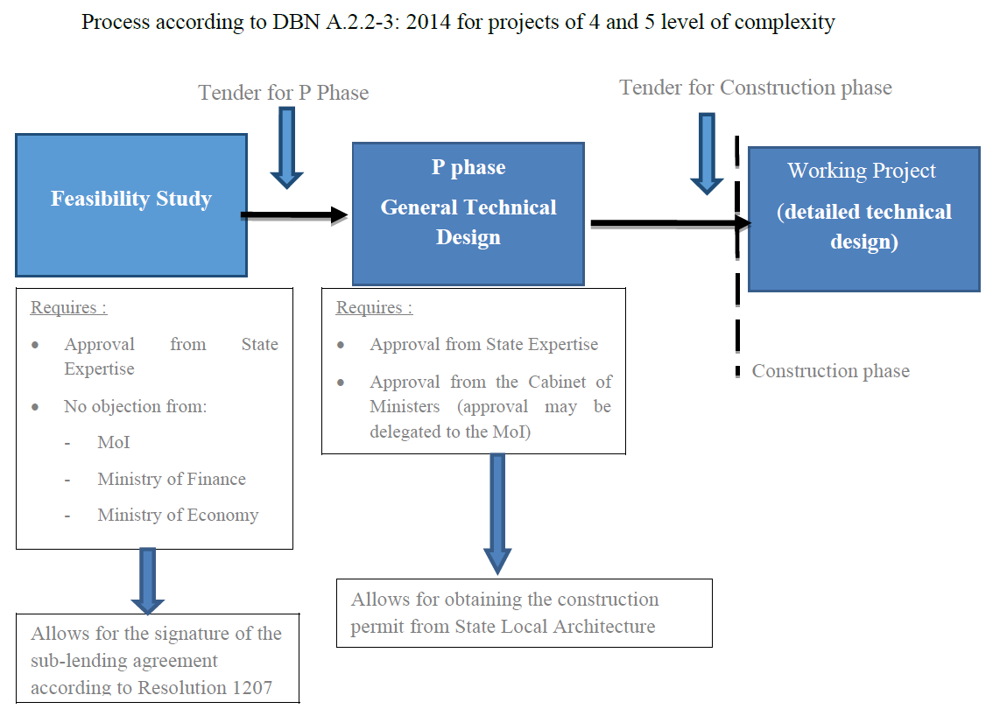 Process according to DBN A.2.2-3: 2014 for projects of 4 and 5 level of complexity
Tender for P Phase
Tender for Construction phase
Feasibility Study
P phase
General Technical
Design
Working Project
(detailed technical
design)
Requires :
• Approval from State
Expertise
• No objection from:
- MoI
- Ministry of Finance
- Ministry of Economy
Requires :
• Approval from State Expertise
• Approval from the Cabinet of
Ministers (approval may be
delegated to the MoI)
Construction phase
Allows for obtaining the construction
permit from State Local Architecture
Allows for the signature of the
sub-lending agreement
according to Resolution 1207